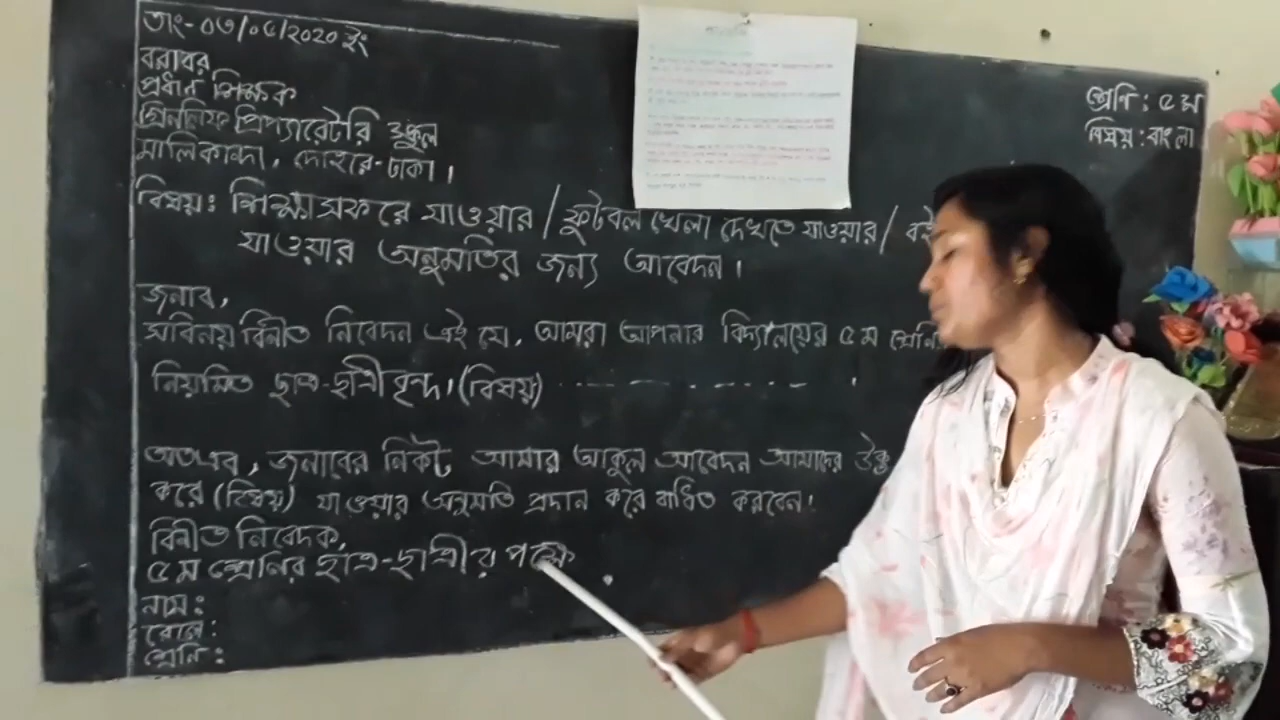 তাং- ০৩/০৫/২০২০ ইং
বরাবর
প্রধান শিক্ষক
গ্রিনলিফ প্রিপ্যারেটরি স্কুল
মালিকান্দা, দোহার-ঢাকা।
বিষয়ঃ শিক্ষাসফরে যাওয়ার / ফুটবল খেলা দেখতে যাওয়ার / বই
যাওয়ার অনুমতির জন্য আবেদন।
জনাব,
সবিনয় বিনীত নিবেদন এই যে, আমরা আপনার বিদ্যালয়ের ৫ম শ্রেণি
নিয়মিত ছাত্র-ছাত্রীবৃন্দ। (বিষয়)
অতএব, জনাবের নিকট আমার আকুল আবেদন আমাদের উক্ত
করে (বিষয়) যাওয়ার অনুমতি প্রদান করে বাধিত করবেন।
বিনীত নিবেদক,
৫ম শ্রেণির ছাত্র-ছাত্রীর পক্ষে
নাম:
রোল:
শ্রেণি:
শ্রেণি: ৫ম
বিষয়: বাংলা